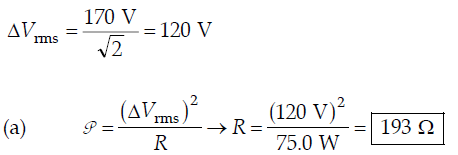 ΔV_rms = 170 V / √2 = 120 V
(a) 𝒫 = (ΔV_rms)² / R → R = (120 V)² / 75.0 W = 193 Ω